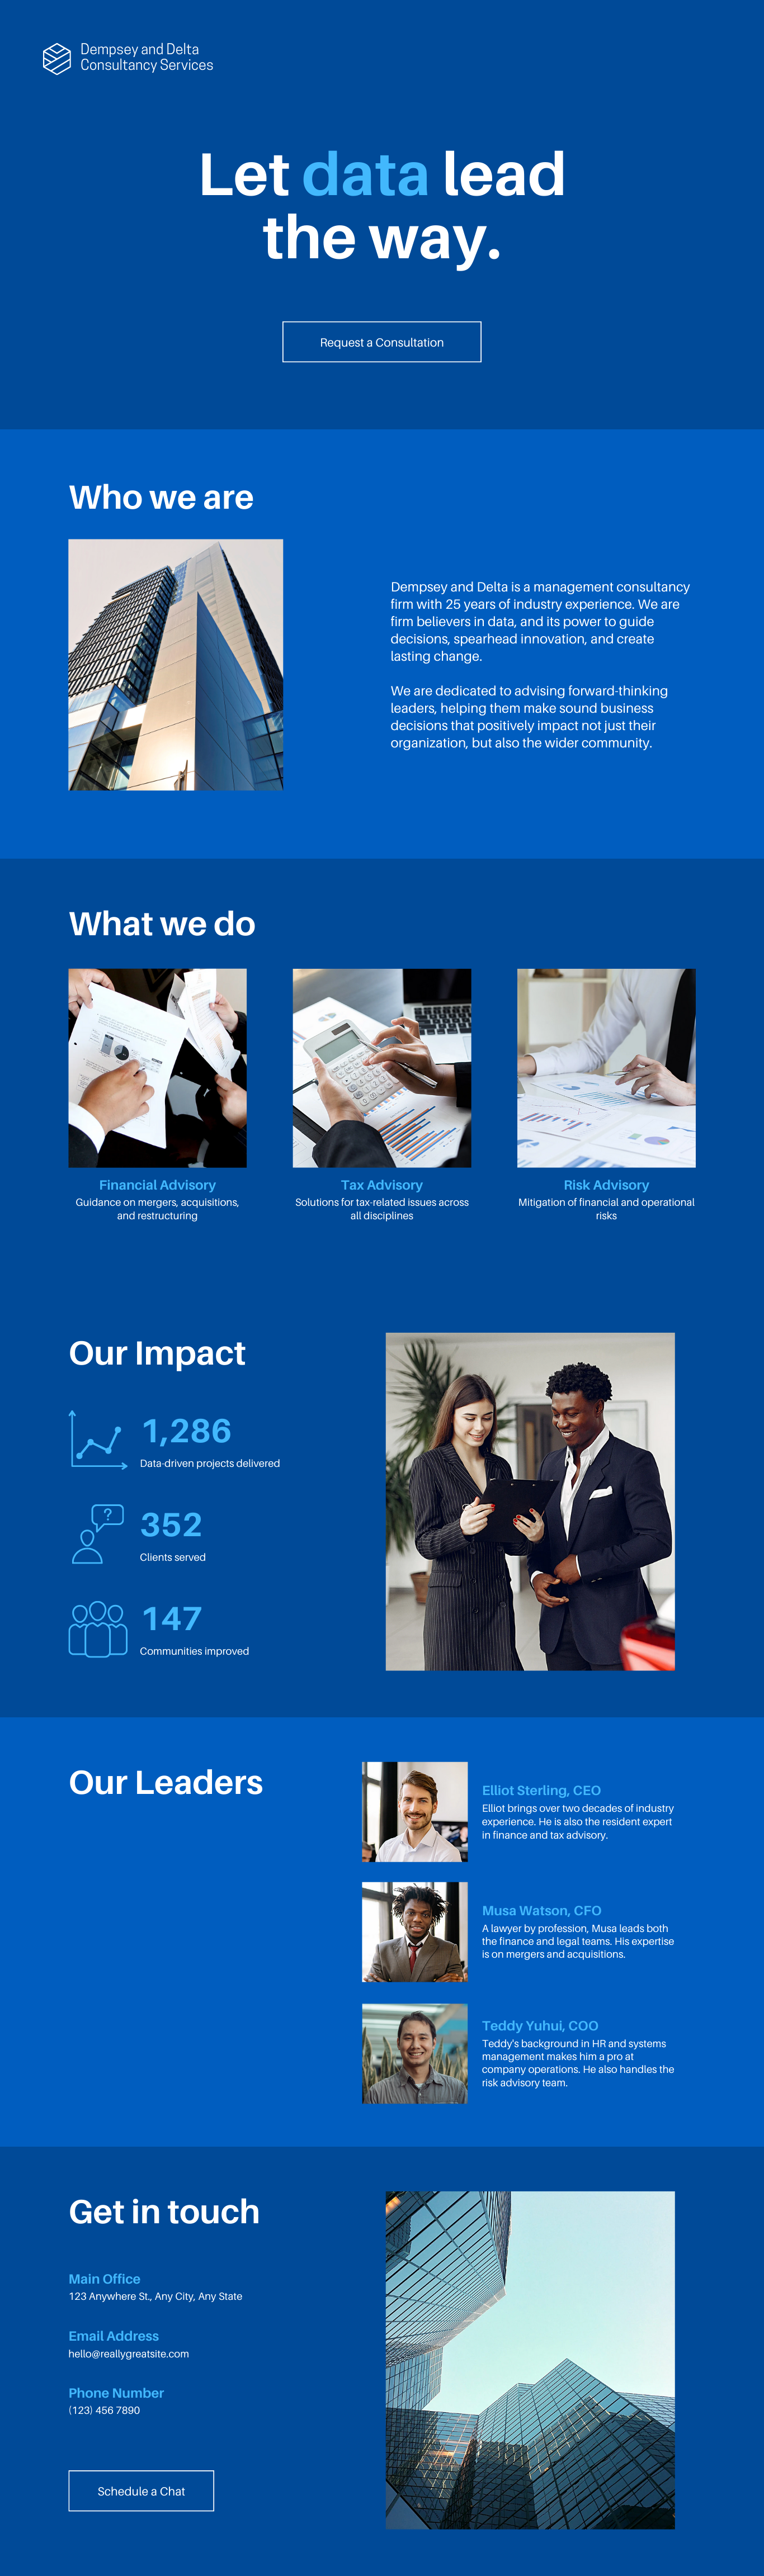 Dempsey and Delta
Consultancy Services
Let data lead
the way.
Request a Consultation
Who we are
Dempsey and Delta is a management consultancy
firm with 25 years of industry experience. We are
firm believers in data, and its power to guide
decisions, spearhead innovation, and create
lasting change.
We are dedicated to advising forward-thinking
leaders, helping them make sound business
decisions that positively impact not just their
organization, but also the wider community.
What we do
Financial Advisory
Guidance on mergers, acquisitions,
and restructuring
Tax Advisory
Solutions for tax-related issues across
all disciplines
Risk Advisory
Mitigation of financial and operational
risks
Our Impact
1,286
Data-driven projects delivered
?
352
Clients served
147
Communities improved
Our Leaders
Elliot Sterling, CEO
Elliot brings over two decades of industry
experience. He is also the resident expert
in finance and tax advisory.
Musa Watson, CFO
A lawyer by profession, Musa leads both
the finance and legal teams. His expertise
is on mergers and acquisitions.
Teddy Yuhui, COO
Teddy's background in HR and systems
management makes him a pro at
company operations. He also handles the
risk advisory team.
Get in touch
Main Office
123 Anywhere St., Any City, Any State
Email Address
hello@reallygreatsite.com
Phone Number
(123) 456 7890
Schedule a Chat